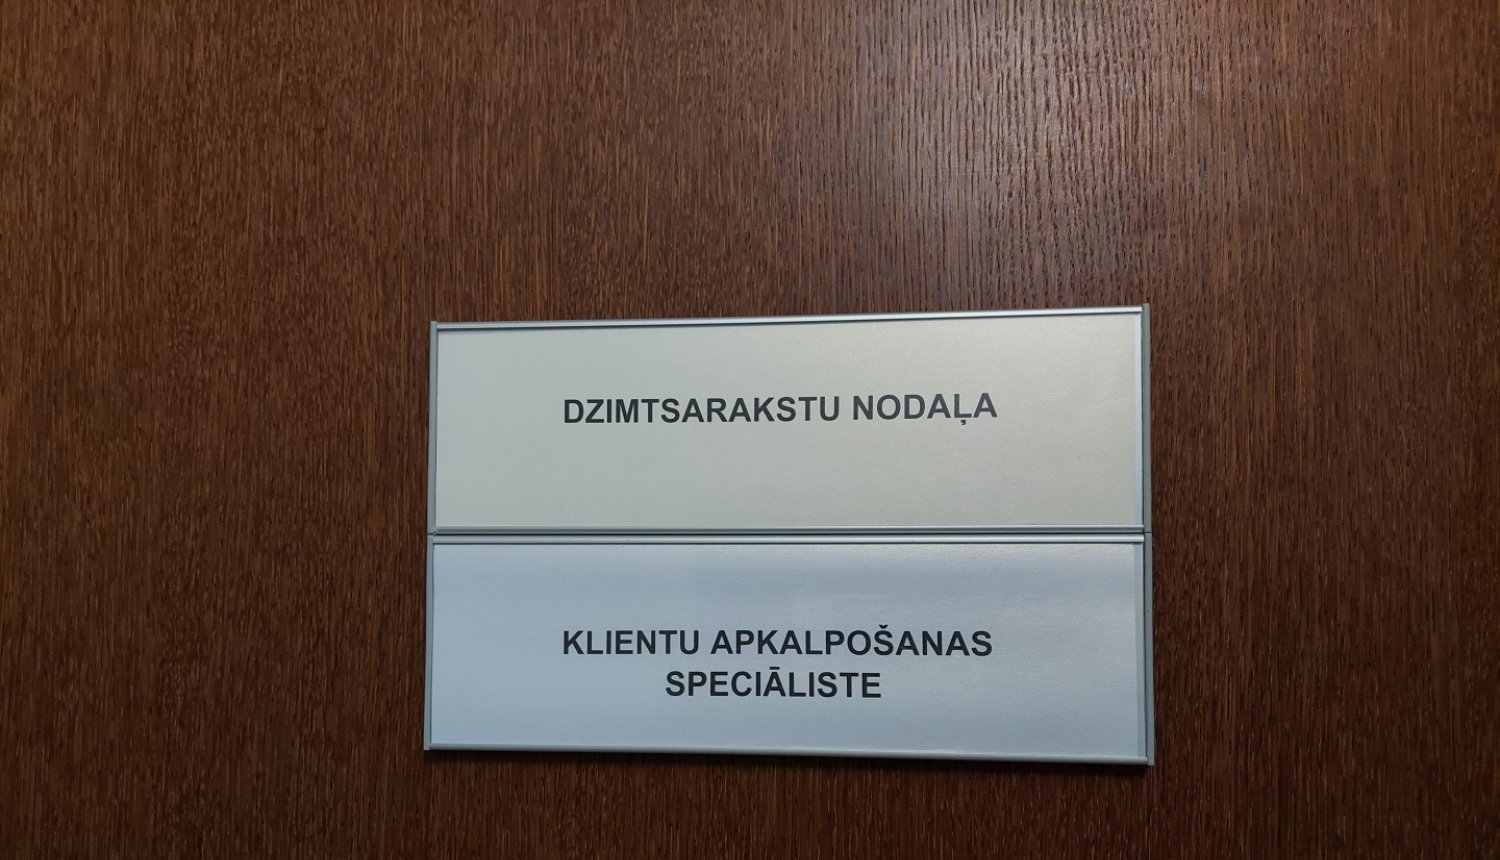 DZIMTSARAKSTU NODAĻA
KLIENTU APKALPOŠANAS
SPECIĀLISTE